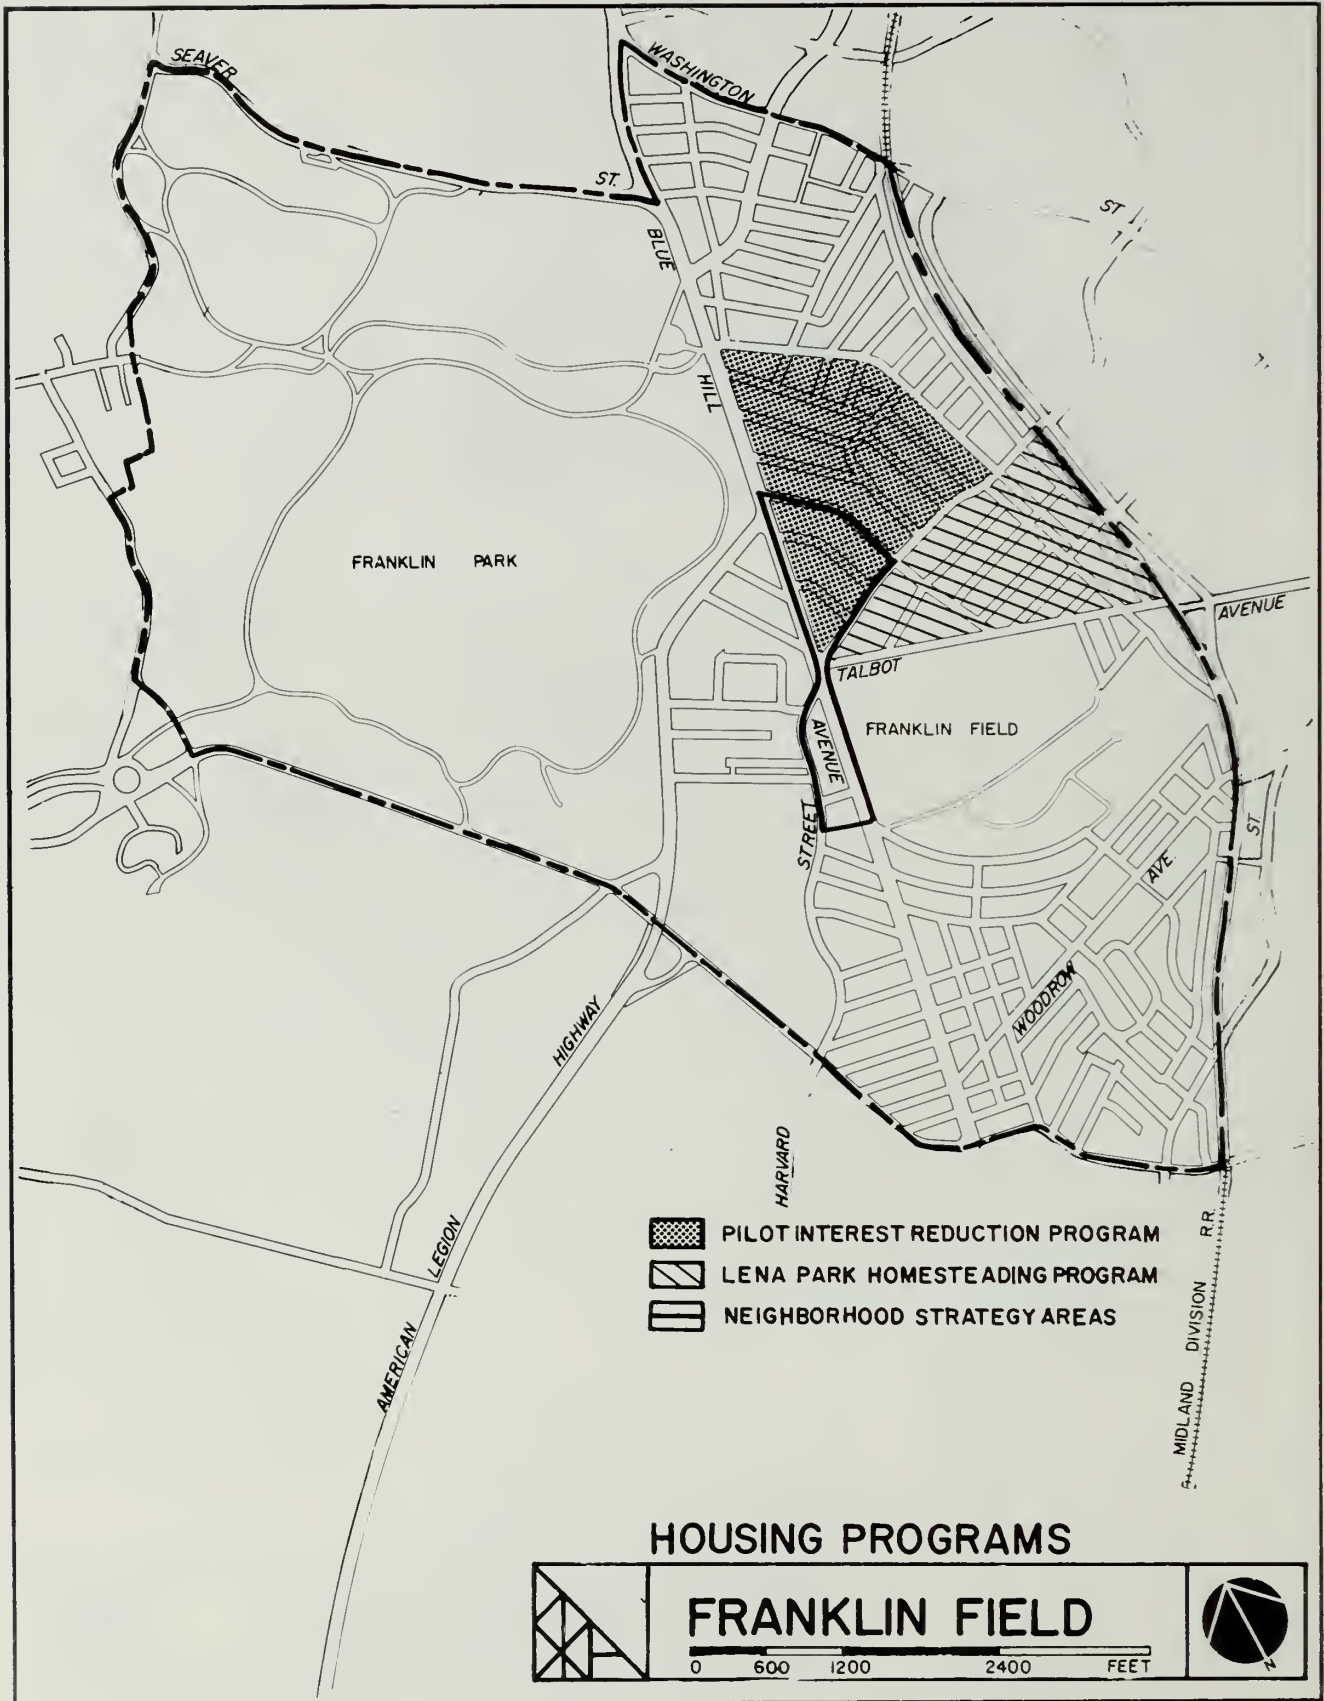 SEAVER
WASHINGTON
ST.
ST
BLUE
HILL
FRANKLIN PARK
AVENUE
TALBOT
FRANKLIN FIELD
AVENUE
STREET
ST.
AVE.
WOODROW
HIGHWAY
HARVARD
LEGION
AMERICAN
PILOT INTEREST REDUCTION PROGRAM
LENA PARK HOMESTEADING PROGRAM
NEIGHBORHOOD STRATEGY AREAS
MIDLAND DIVISION R.R.
HOUSING PROGRAMS
FRANKLIN FIELD
0 600 1200 2400 FEET
N